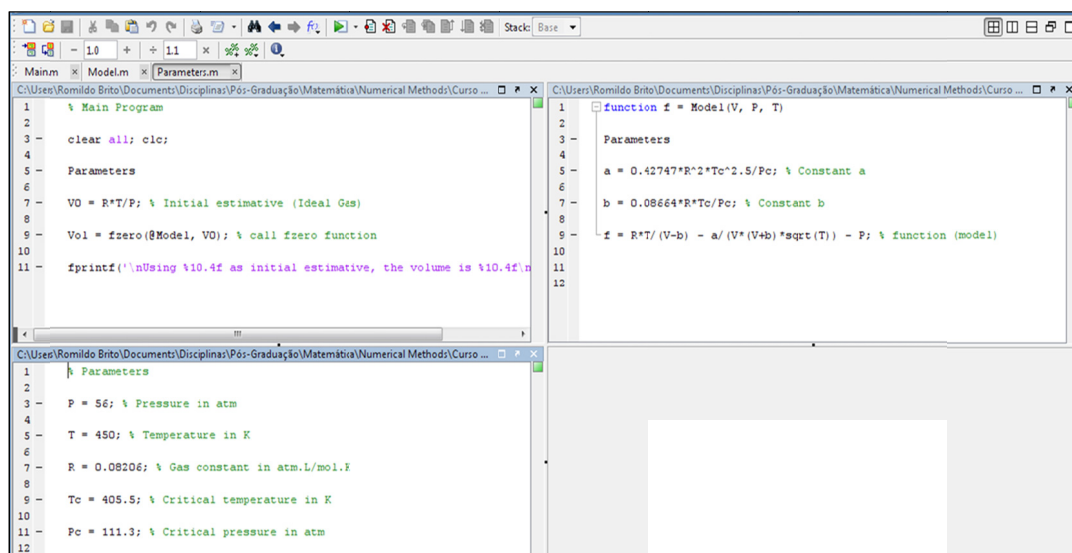 Stack: Base
1.0 1.1
Main.m Model.m Parameters.m
C:\Users\Romildo Brito\Documents\Disciplinas\Pós-Graduação\Matemática\Numerical Methods\Curso ...
1 % Main Program
2
3 clear all; clc;
4
5 Parameters
6
7 V0 = R*T/P; % Initial estimative (Ideal Gas)
8
9 Vol = fzero(@Model, V0); % call fzero function
10
11 fprintf('\nUsing %10.4f as initial estimative, the volume is %10.4f\n
C:\Users\Romildo Brito\Documents\Disciplinas\Pós-Graduação\Matemática\Numerical Methods\Curso ...
1 function f = Model(V, P, T)
2
3 Parameters
4
5 a = 0.42747*R^2*Tc^2.5/Pc; % Constant a
6
7 b = 0.08664*R*Tc/Pc; % Constant b
8
9 f = R*T/(V-b) - a/(V*(V+b)*sqrt(T)) - P; % function (model)
10
11
12
C:\Users\Romildo Brito\Documents\Disciplinas\Pós-Graduação\Matemática\Numerical Methods\Curso ...
1 % Parameters
2
3 P = 56; % Pressure in atm
4
5 T = 450; % Temperature in K
6
7 R = 0.08206; % Gas constant in atm.L/mol.K
8
9 Tc = 405.5; % Critical temperature in K
10
11 Pc = 111.3; % Critical pressure in atm
12